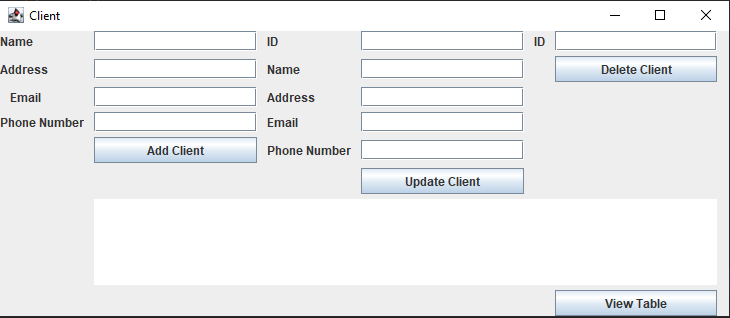 Client
Name ID ID
Address Name Delete Client
Email Address
Phone Number Email
Add Client Phone Number
Update Client
View Table